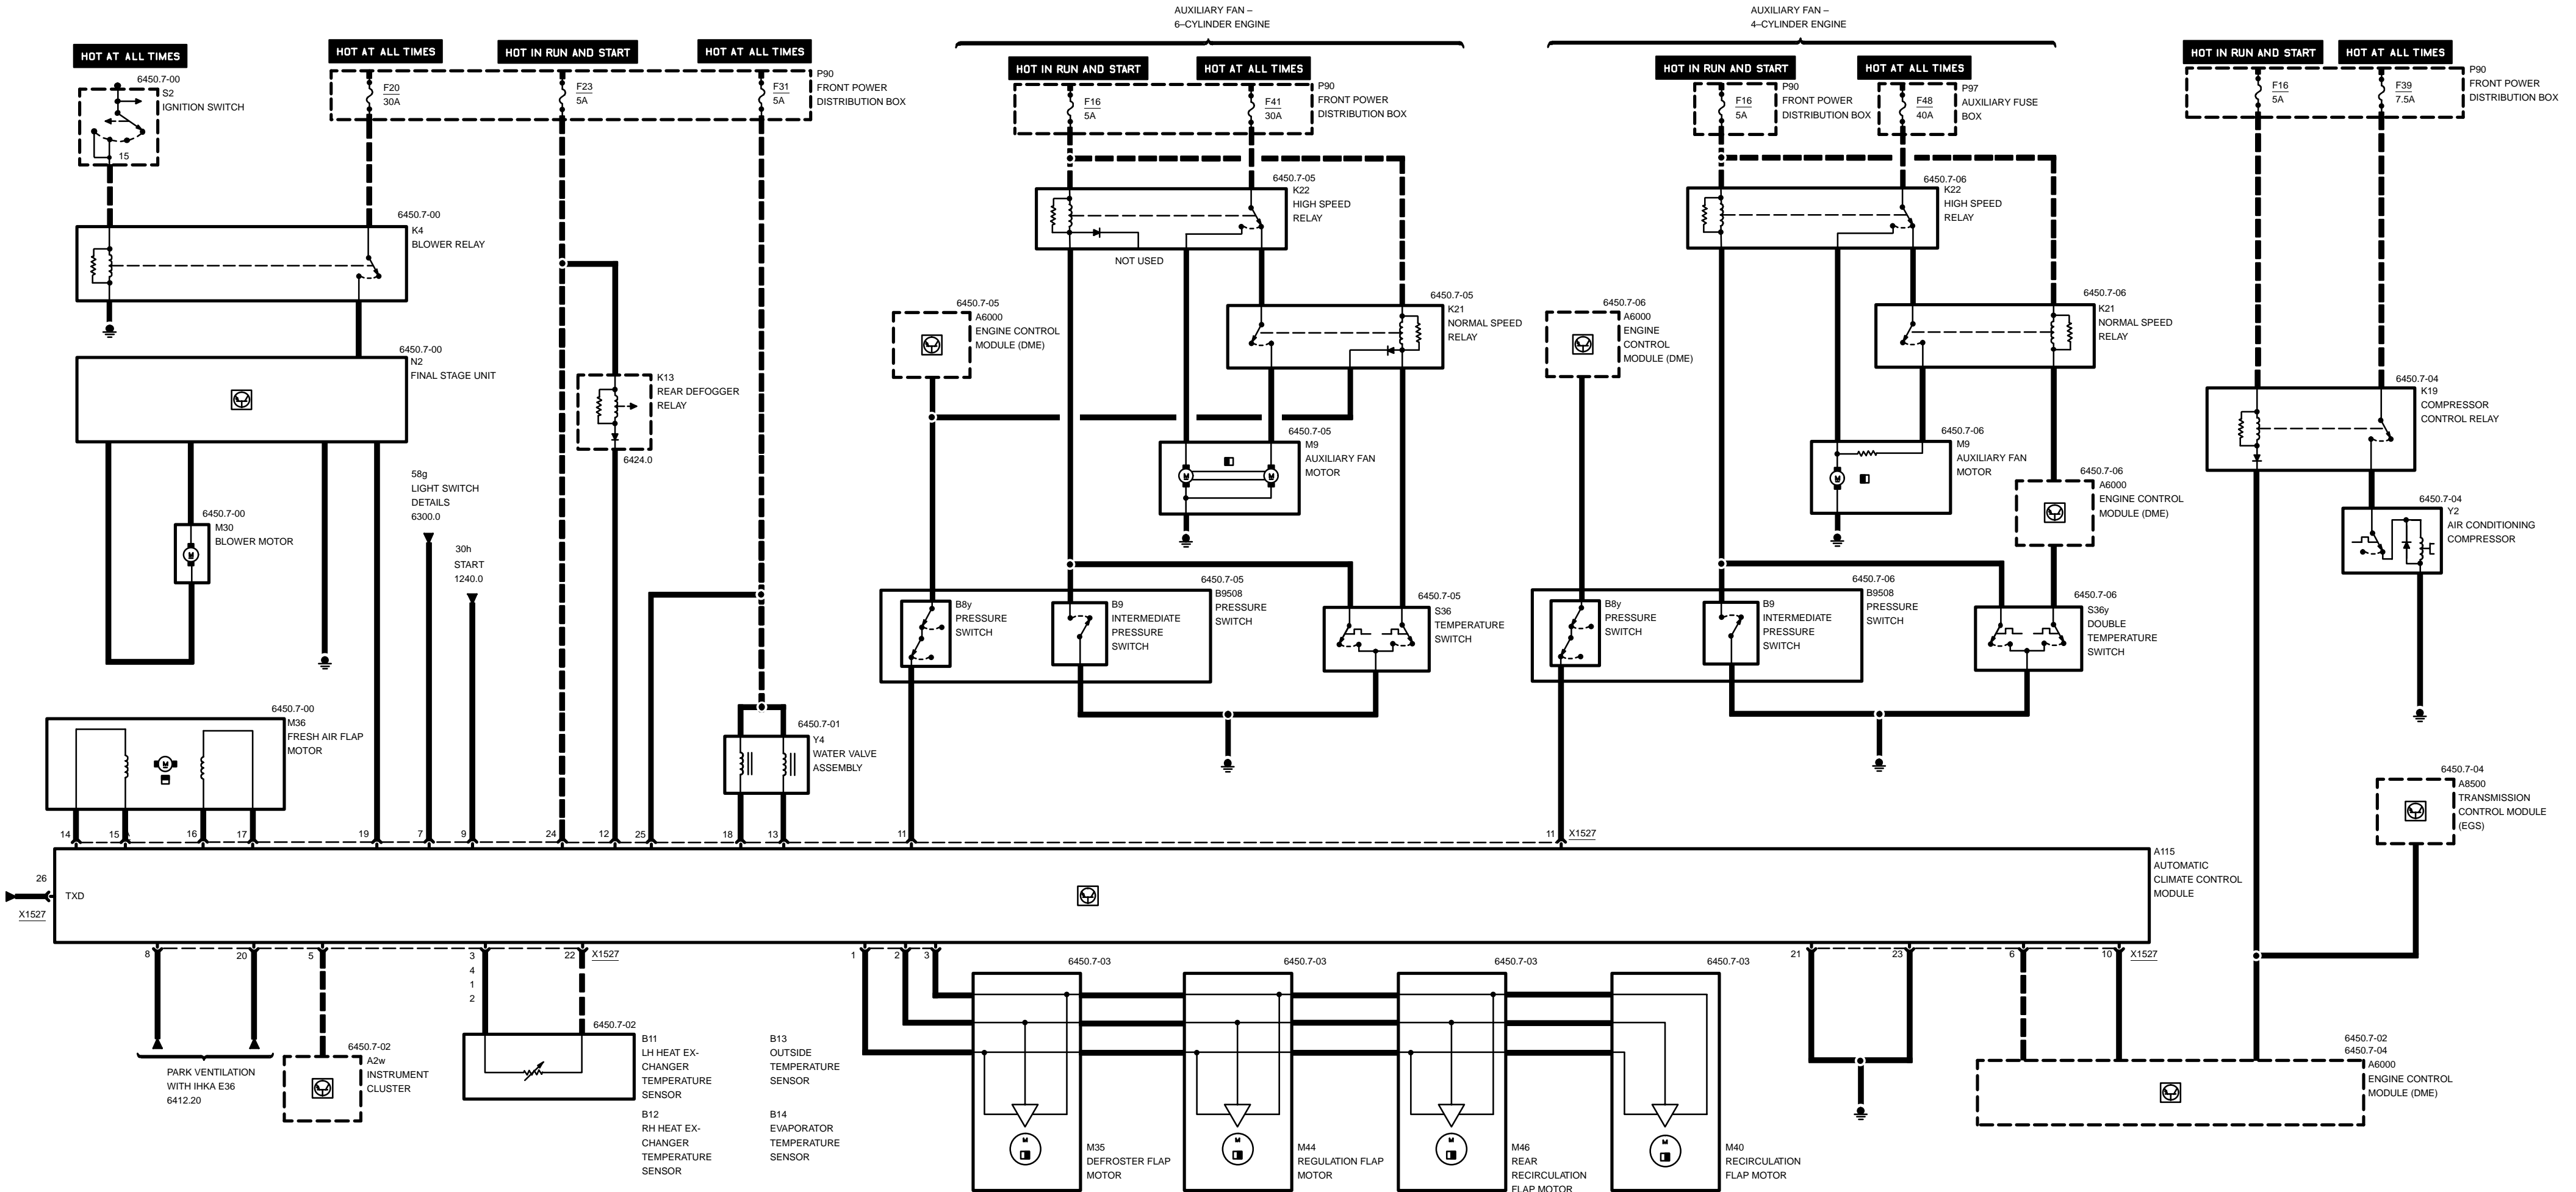 AUXILIARY FAN –
6–CYLINDER ENGINE
AUXILIARY FAN –
4–CYLINDER ENGINE
HOT AT ALL TIMES
HOT AT ALL TIMES
HOT IN RUN AND START
HOT AT ALL TIMES
HOT IN RUN AND START
HOT AT ALL TIMES
HOT IN RUN AND START
HOT AT ALL TIMES
HOT IN RUN AND START
HOT AT ALL TIMES
6450.7-00
S2
IGNITION SWITCH
15
F20
30A
F23
5A
F31
5A
P90
FRONT POWER
DISTRIBUTION BOX
F16
5A
F41
30A
P90
FRONT POWER
DISTRIBUTION BOX
F16
5A
P90
FRONT POWER
DISTRIBUTION BOX
F48
40A
P97
AUXILIARY FUSE
BOX
F16
5A
F39
7.5A
P90
FRONT POWER
DISTRIBUTION BOX
6450.7-00
K4
BLOWER RELAY
6450.7-05
K22
HIGH SPEED
RELAY
NOT USED
6450.7-06
K22
HIGH SPEED
RELAY
6450.7-05
A6000
ENGINE CONTROL
MODULE (DME)
6450.7-05
K21
NORMAL SPEED
RELAY
6450.7-06
A6000
ENGINE
CONTROL
MODULE (DME)
6450.7-06
K21
NORMAL SPEED
RELAY
6450.7-00
N2
FINAL STAGE UNIT
K13
REAR DEFOGGER
RELAY
6424.0
6450.7-04
K19
COMPRESSOR
CONTROL RELAY
6450.7-05
M9
AUXILIARY FAN
MOTOR
M
M
6450.7-06
M9
AUXILIARY FAN
MOTOR
M
6450.7-06
A6000
ENGINE CONTROL
MODULE (DME)
6450.7-04
Y2
AIR CONDITIONING
COMPRESSOR
58g
LIGHT SWITCH
DETAILS
6300.0
30h
START
1240.0
6450.7-00
M30
BLOWER MOTOR
M
6450.7-05
B9508
PRESSURE
SWITCH
B8y
PRESSURE
SWITCH
B9
INTERMEDIATE
PRESSURE
SWITCH
6450.7-05
S36
TEMPERATURE
SWITCH
6450.7-06
B9508
PRESSURE
SWITCH
B8y
PRESSURE
SWITCH
B9
INTERMEDIATE
PRESSURE
SWITCH
6450.7-06
S36y
DOUBLE
TEMPERATURE
SWITCH
6450.7-00
M36
FRESH AIR FLAP
MOTOR
M
6450.7-01
Y4
WATER VALVE
ASSEMBLY
6450.7-04
A8500
TRANSMISSION
CONTROL MODULE
(EGS)
14
15
16
17
19
7
9
24
12
25
18
13
11
11
X1527
26
X1527
TXD
A115
AUTOMATIC
CLIMATE CONTROL
MODULE
8
20
5
3
4
1
2
22
X1527
1
2
3
21
23
6
10
X1527
PARK VENTILATION
WITH IHKA E36
6412.20
6450.7-02
A2w
INSTRUMENT
CLUSTER
6450.7-02
B11
LH HEAT EX-
CHANGER
TEMPERATURE
SENSOR
B12
RH HEAT EX-
CHANGER
TEMPERATURE
SENSOR
B13
OUTSIDE
TEMPERATURE
SENSOR
B14
EVAPORATOR
TEMPERATURE
SENSOR
6450.7-03
M
M35
DEFROSTER FLAP
MOTOR
6450.7-03
M
M44
REGULATION FLAP
MOTOR
6450.7-03
M
M46
REAR
RECIRCULATION
FLAP MOTOR
6450.7-03
M
M40
RECIRCULATION
FLAP MOTOR
6450.7-02
6450.7-04
A6000
ENGINE CONTROL
MODULE (DME)